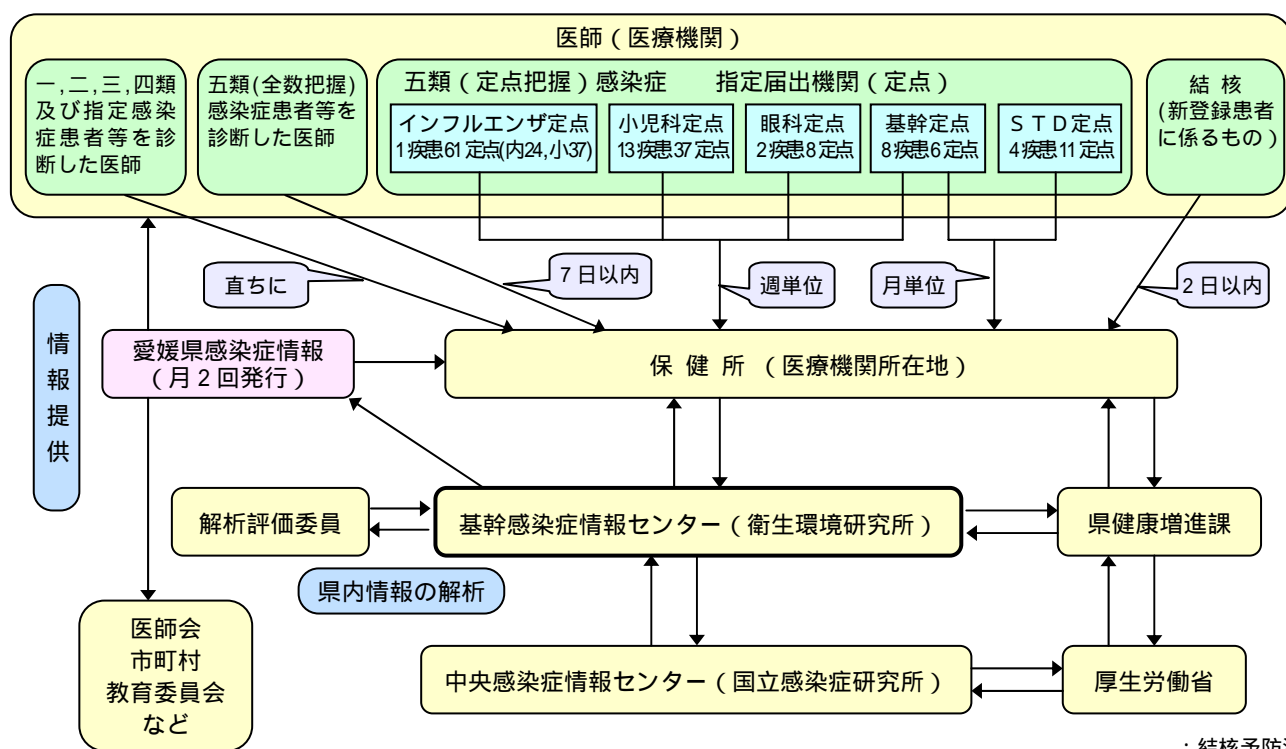 医師（医療機関）
一,二,三,四類
及び指定感染
症患者等を診
断した医師
五類(全数把握)
感染症患者等を
診断した医師
五類（定点把握）感染症　　指定届出機関（定点）
インフルエンザ定点
1疾患61定点(内24,小37)
小児科定点
13疾患37定点
眼科定点
2疾患8定点
基幹定点
8疾患6定点
ＳＴＤ定点
4疾患11定点
結 核
(新登録患者
に係るもの）
直ちに
7日以内
週単位
月単位
2日以内
情報提供
愛媛県感染症情報
（月2回発行）
保 健 所 （医療機関所在地）
解析評価委員
基幹感染症情報センター（衛生環境研究所）
県健康増進課
県内情報の解析
医師会
市町村
教育委員会
など
中央感染症情報センター（国立感染症研究所）
厚生労働省
：結核予防